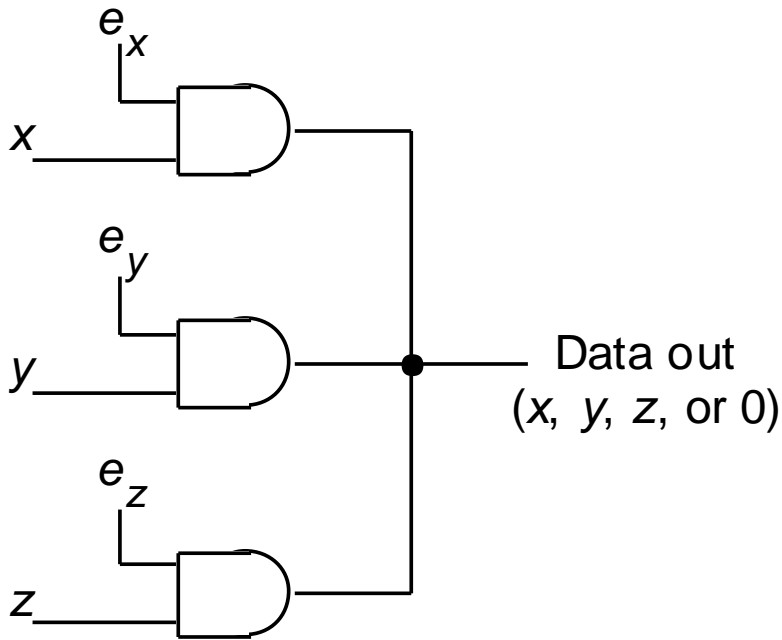 e_x
x
e_y
y
Data out
(x, y, z, or 0)
e_z
z